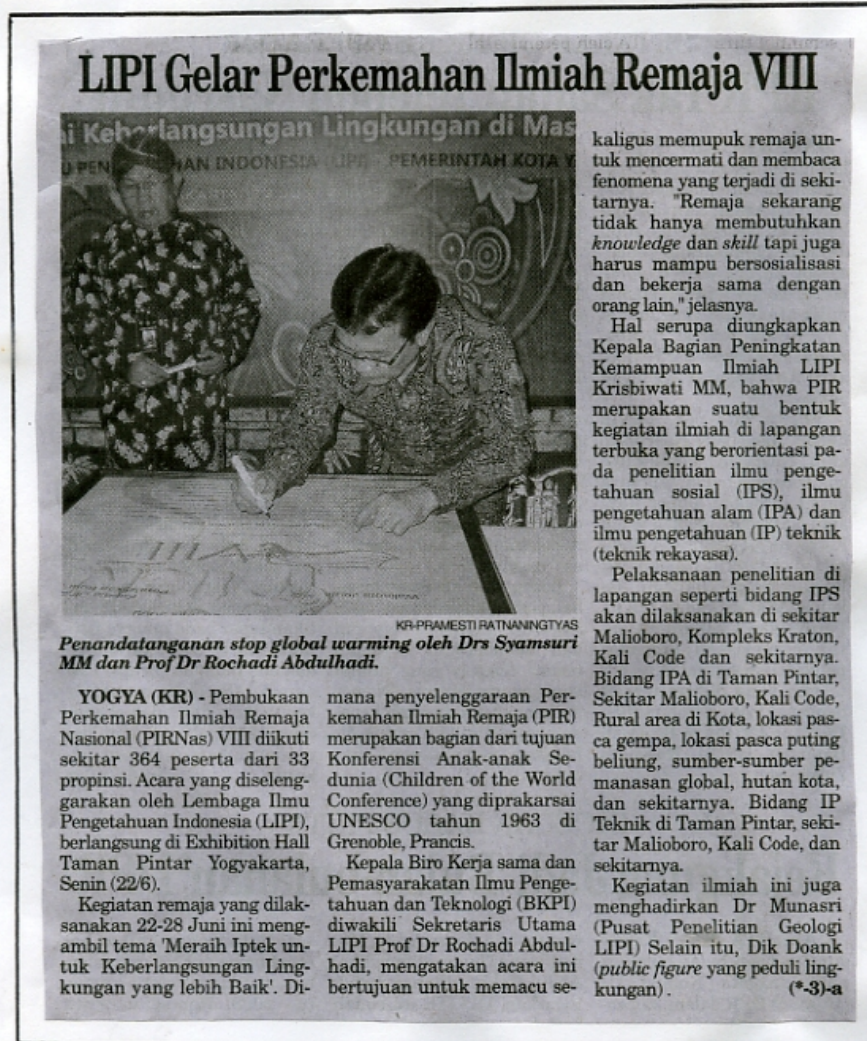 LIPI Gelar Perkemahan Ilmiah Remaja VIII
ai Keberlangsungan Lingkungan di Mas
AN INDONESIA (LIPI) - PEMERINTAH KOTA Y
KR-PRAMESTI RATNANINGTYAS
Penandatanganan stop global warming oleh Drs Syamsuri
MM dan Prof Dr Rochadi Abdulhadi.
YOGYA (KR) - Pembukaan
Perkemahan Ilmiah Remaja
Nasional (PIRNas) VIII diikuti
sekitar 364 peserta dari 33
propinsi. Acara yang diseleng-
garakan oleh Lembaga Ilmu
Pengetahuan Indonesia (LIPI),
berlangsung di Exhibition Hall
Taman Pintar Yogyakarta,
Senin (22/6).
Kegiatan remaja yang dilak-
sanakan 22-28 Juni ini meng-
ambil tema 'Meraih Iptek un-
tuk Keberlangsungan Ling-
kungan yang lebih Baik'. Di-
mana penyelenggaraan Per-
kemahan Ilmiah Remaja (PIR)
merupakan bagian dari tujuan
Konferensi Anak-anak Se-
dunia (Children of the World
Conference) yang diprakarsai
UNESCO tahun 1963 di
Grenoble, Prancis.
Kepala Biro Kerja sama dan
Pemasyarakatan Ilmu Penge-
tahuan dan Teknologi (BKPI)
diwakili Sekretaris Utama
LIPI Prof Dr Rochadi Abdul-
hadi, mengatakan acara ini
bertujuan untuk memacu se-
kaligus memupuk remaja un-
tuk mencermati dan membaca
fenomena yang terjadi di seki-
tarnya. "Remaja sekarang
tidak hanya membutuhkan
knowledge dan skill tapi juga
harus mampu bersosialisasi
dan bekerja sama dengan
orang lain," jelasnya.
Hal serupa diungkapkan
Kepala Bagian Peningkatan
Kemampuan Ilmiah LIPI
Krisbiwati MM, bahwa PIR
merupakan suatu bentuk
kegiatan ilmiah di lapangan
terbuka yang berorientasi pa-
da penelitian ilmu penge-
tahuan sosial (IPS), ilmu
pengetahuan alam (IPA) dan
ilmu pengetahuan (IP) teknik
(teknik rekayasa).
Pelaksanaan penelitian di
lapangan seperti bidang IPS
akan dilaksanakan di sekitar
Malioboro, Kompleks Kraton,
Kali Code dan sekitarnya.
Bidang IPA di Taman Pintar,
Sekitar Malioboro, Kali Code,
Rural area di Kota, lokasi pas-
ca gempa, lokasi pasca puting
beliung, sumber-sumber pe-
manasan global, hutan kota,
dan sekitarnya. Bidang IP
Teknik di Taman Pintar, seki-
tar Malioboro, Kali Code, dan
sekitarnya.
Kegiatan ilmiah ini juga
menghadirkan Dr Munasri
(Pusat Penelitian Geologi
LIPI) Selain itu, Dik Doank
(public figure yang peduli ling-
kungan). (*-3)-a